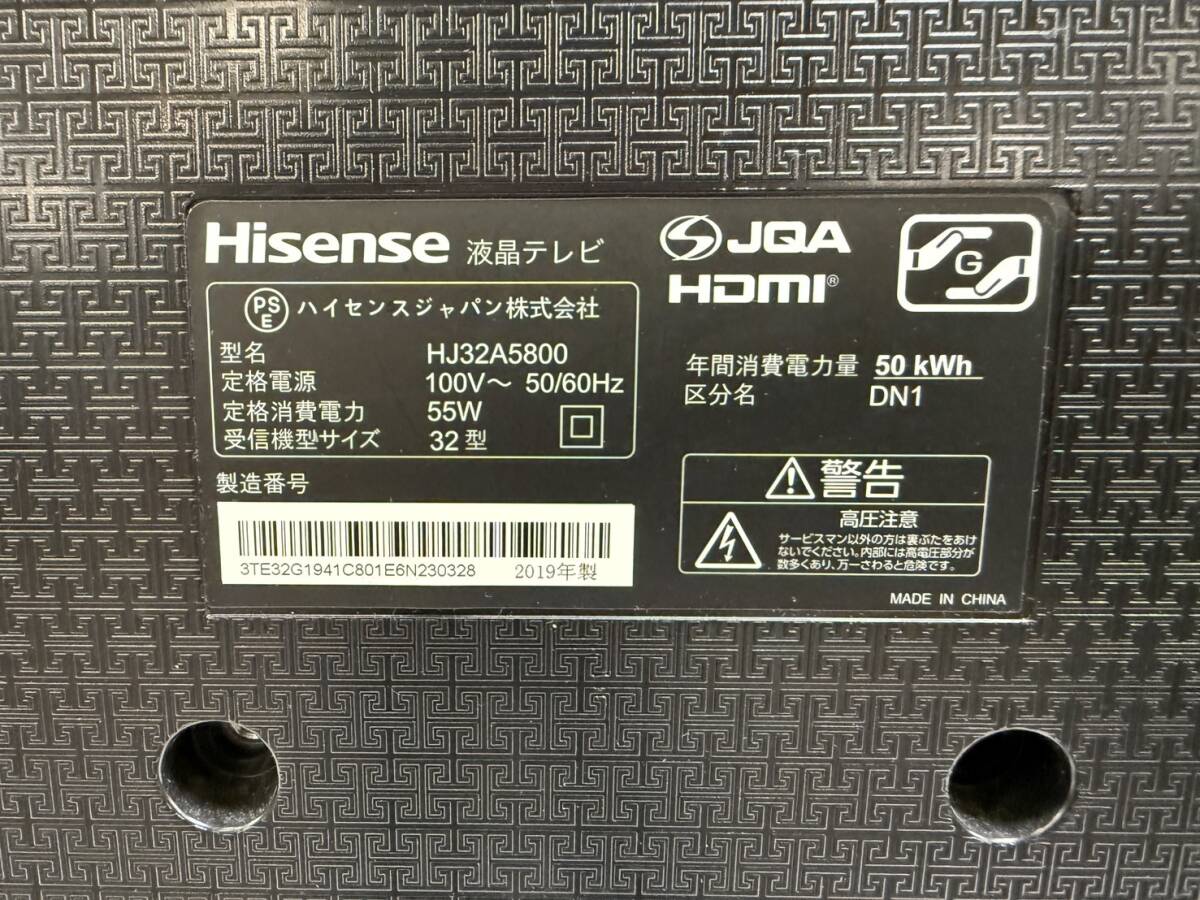 Hisense 液晶テレビ
PSE ハイセンスジャパン株式会社
型名 HJ32A5800
定格電源 100V～ 50/60Hz
定格消費電力 55W
受信機型サイズ 32型
製造番号
3TE32G1941C801E6N230328 2019年製
S JQA
HDMI®
G
年間消費電力量 50 kWh
区分名 DN1
警告
高圧注意
サービスマン以外の方は裏ぶたをあけ
ないでください。内部には高電圧部分が
数多くあり、万一さわると危険です。
MADE IN CHINA